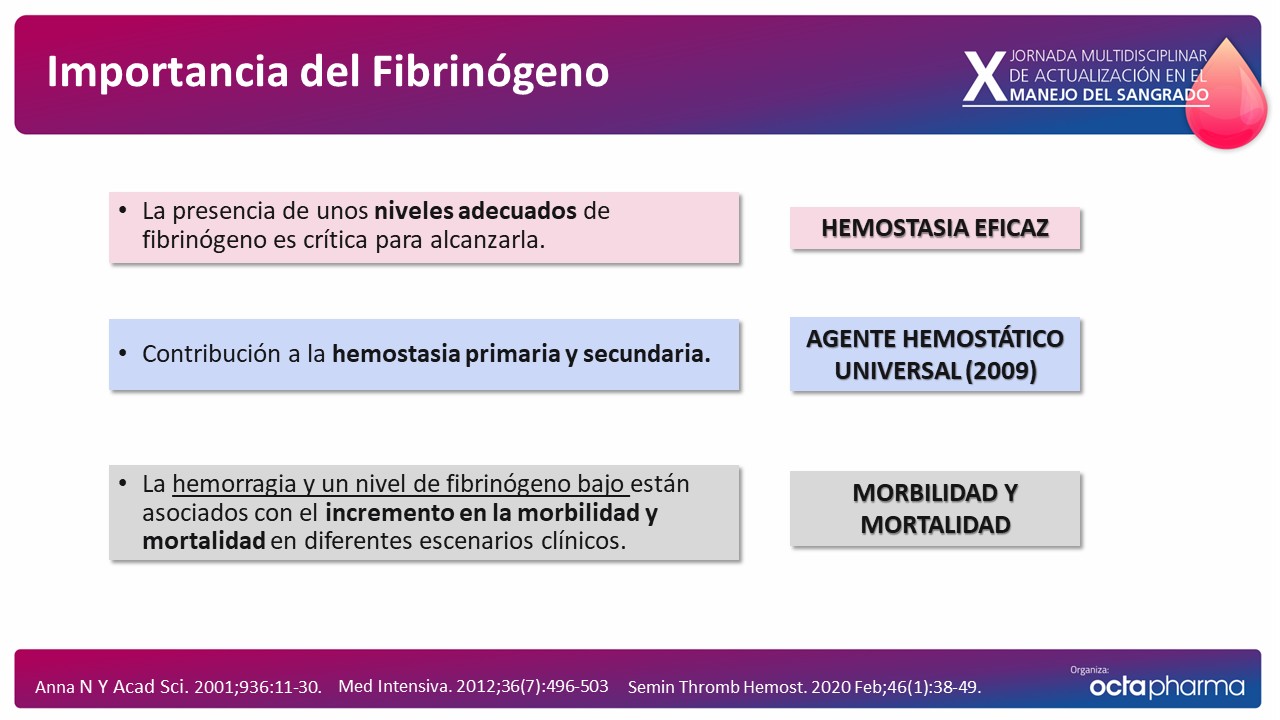 Importancia del Fibrinógeno
X JORNADA MULTIDISCIPLINAR
DE ACTUALIZACIÓN EN EL
MANEJO DEL SANGRADO
• La presencia de unos niveles adecuados de
fibrinógeno es crítica para alcanzarla.
HEMOSTASIA EFICAZ
• Contribución a la hemostasia primaria y secundaria.
AGENTE HEMOSTÁTICO
UNIVERSAL (2009)
• La hemorragia y un nivel de fibrinógeno bajo están
asociados con el incremento en la morbilidad y
mortalidad en diferentes escenarios clínicos.
MORBILIDAD Y
MORTALIDAD
Anna N Y Acad Sci. 2001;936:11-30. Med Intensiva. 2012;36(7):496-503 Semin Thromb Hemost. 2020 Feb;46(1):38-49.
Organiza:
octapharma